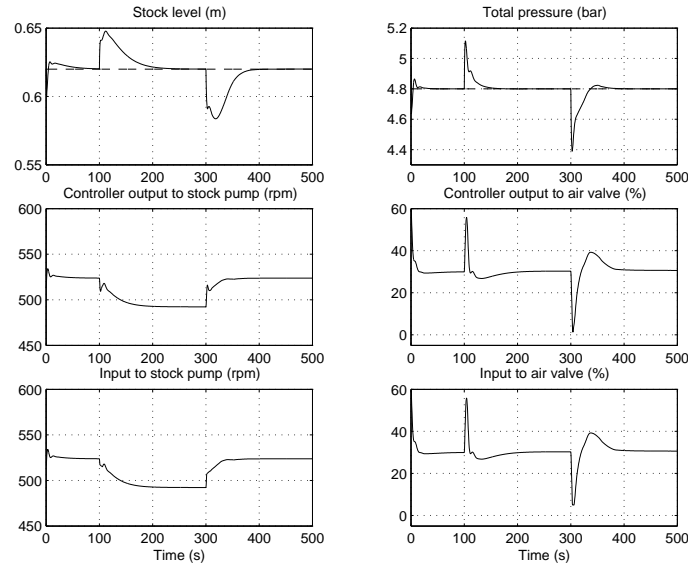 Stock level (m)
0.65
0.6
0.55
0 100 200 300 400 500
Total pressure (bar)
5.2
5
4.8
4.6
4.4
0 100 200 300 400 500
Controller output to stock pump (rpm)
600
550
500
450
0 100 200 300 400 500
Controller output to air valve (%)
60
40
20
0
0 100 200 300 400 500
Input to stock pump (rpm)
600
550
500
450
0 100 200 300 400 500
Time (s)
Input to air valve (%)
60
40
20
0
0 100 200 300 400 500
Time (s)